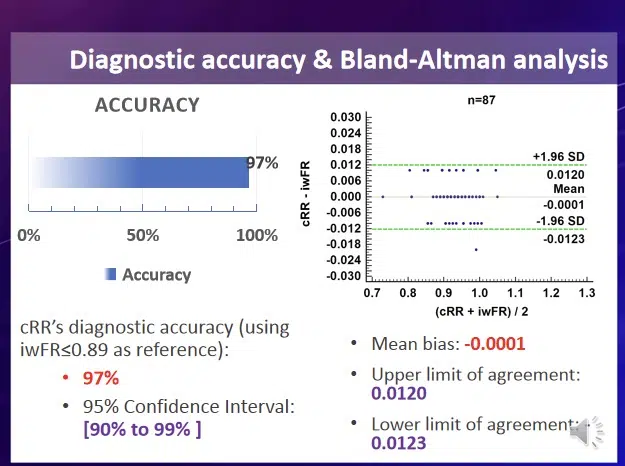 Diagnostic accuracy & Bland-Altman analysis
ACCURACY
97%
0%
50%
100%
Accuracy
cRR's diagnostic accuracy (using
iwFR≤0.89 as reference):
• 97%
• 95% Confidence Interval:
[90% to 99% ]
n=87
cRR - iwFR
0.030
0.024
0.018
0.012
0.006
0.000
-0.006
-0.012
-0.018
-0.024
-0.030
+1.96 SD
0.0120
Mean
-0.0001
-1.96 SD
-0.0123
0.7 0.8 0.9 1.0 1.1 1.2 1.3
(cRR + iwFR) / 2
• Mean bias: -0.0001
• Upper limit of agreement:
0.0120
• Lower limit of agreement: -
0.0123